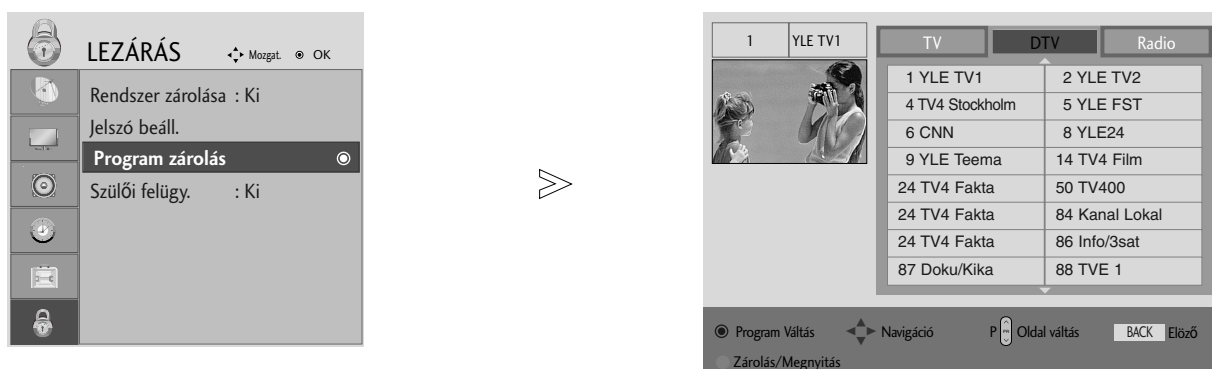 LEZÁRÁS Mozgat. OK
Rendszer zárolása : Ki
Jelszó beáll.
Program zárolás
Szülői felügy. : Ki
1 YLE TV1
TV DTV Radio
1 YLE TV1 2 YLE TV2
4 TV4 Stockholm 5 YLE FST
6 CNN 8 YLE24
9 YLE Teema 14 TV4 Film
24 TV4 Fakta 50 TV400
24 TV4 Fakta 84 Kanal Lokal
24 TV4 Fakta 86 Info/3sat
87 Doku/Kika 88 TVE 1
Program Váltás Navigáció P Oldal váltás BACK Elöző
Zárolás/Megnyitás